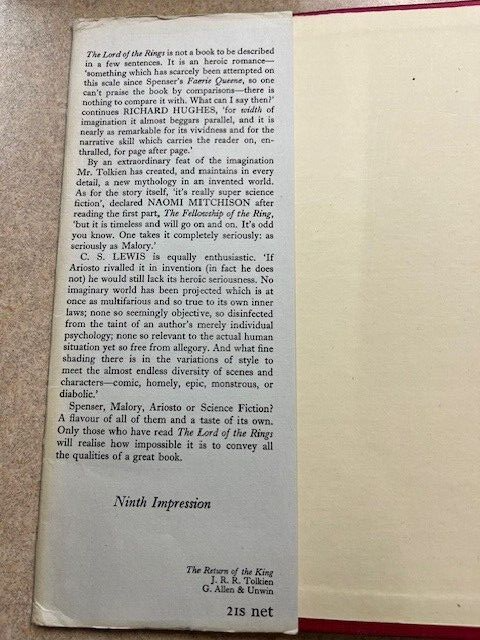 The Lord of the Rings is not a book to be described
in a few sentences. It is an heroic romance—
'something which has scarcely been attempted on
this scale since Spenser's Faerie Queene, so one
can't praise the book by comparisons—there is
nothing to compare it with. What can I say then?'
continues RICHARD HUGHES, 'for width of
imagination it almost beggars parallel, and it is
nearly as remarkable for its vividness and for the
narrative skill which carries the reader on, en-
thralled, for page after page.'
By an extraordinary feat of the imagination
Mr. Tolkien has created, and maintains in every
detail, a new mythology in an invented world.
As for the story itself, 'it's really super science
fiction', declared NAOMI MITCHISON after
reading the first part, The Fellowship of the Ring,
'but it is timeless and will go on and on. It's odd
you know. One takes it completely seriously: as
seriously as Malory.'
C. S. LEWIS is equally enthusiastic. 'If
Ariosto rivalled it in invention (in fact he does
not) he would still lack its heroic seriousness. No
imaginary world has been projected which is at
once as multifarious and so true to its own inner
laws; none so seemingly objective, so disinfected
from the taint of an author's merely individual
psychology; none so relevant to the actual human
situation yet so free from allegory. And what fine
shading there is in the variations of style to
meet the almost endless diversity of scenes and
characters—comic, homely, epic, monstrous, or
diabolic.'
Spenser, Malory, Ariosto or Science Fiction?
A flavour of all of them and a taste of its own.
Only those who have read The Lord of the Rings
will realise how impossible it is to convey all
the qualities of a great book.
Ninth Impression
The Return of the King
J. R. R. Tolkien
G. Allen & Unwin
21s net